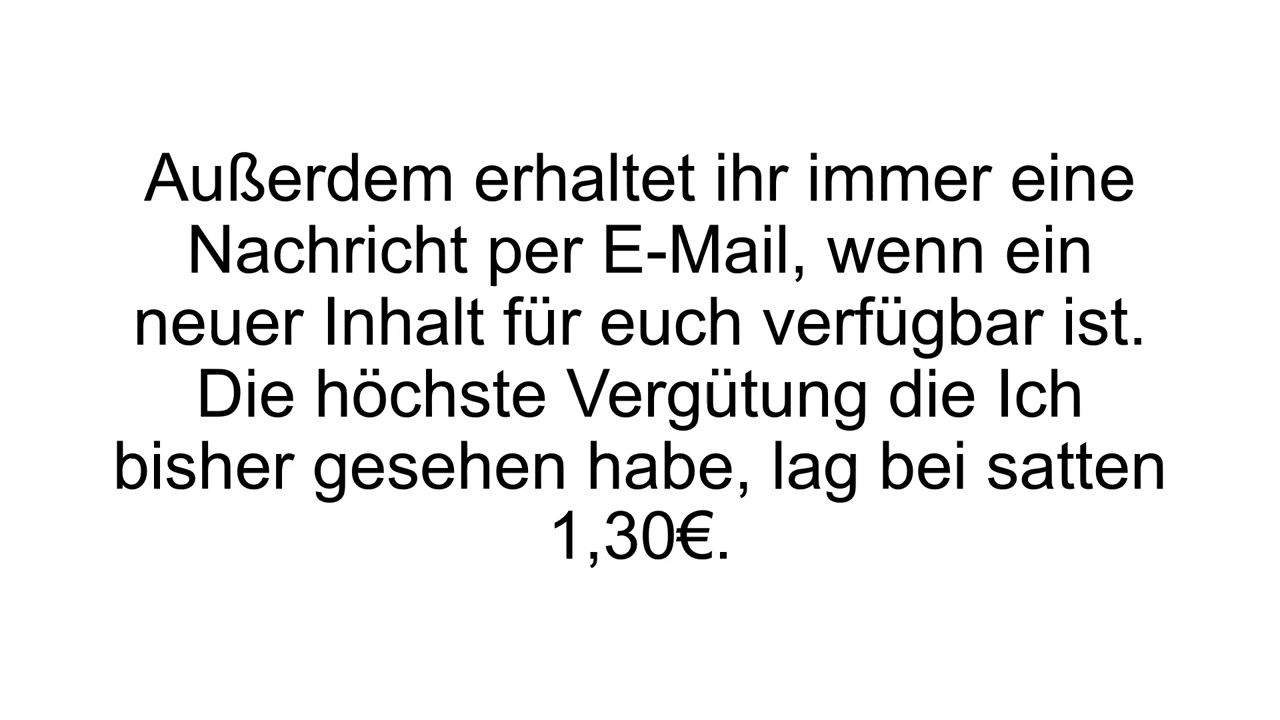 Außerdem erhaltet ihr immer eine
Nachricht per E-Mail, wenn ein
neuer Inhalt für euch verfügbar ist.
Die höchste Vergütung die Ich
bisher gesehen habe, lag bei satten
1,30€.